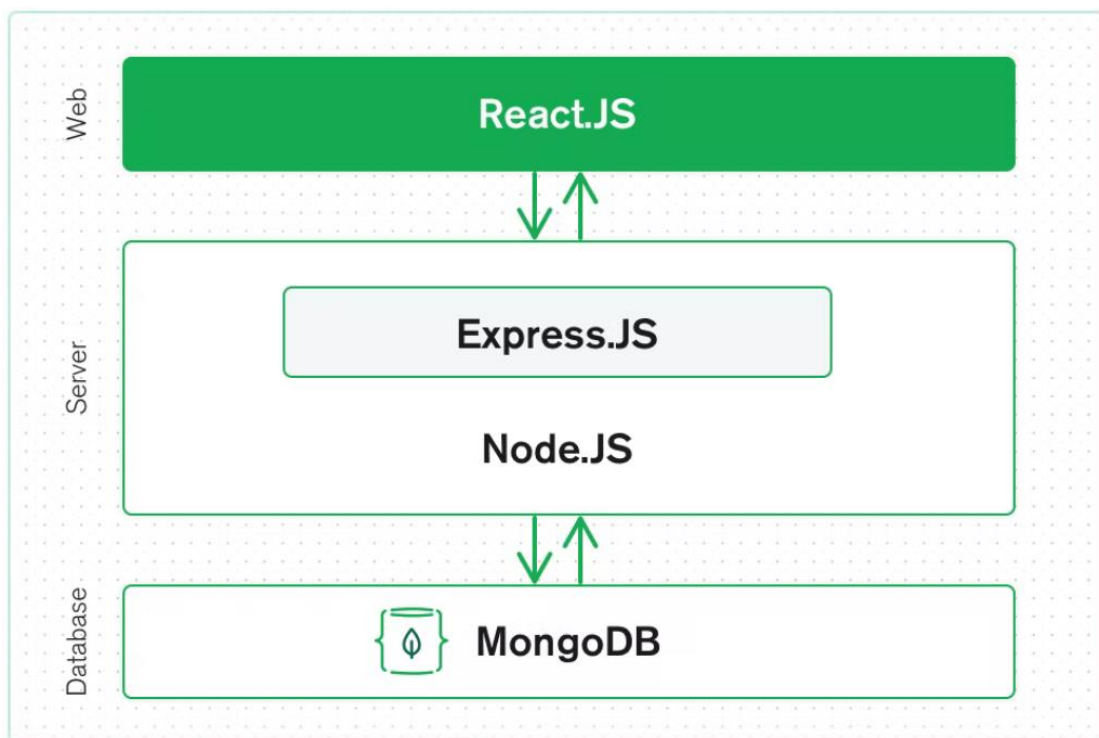 Web
React.JS
Server
Express.JS
Node.JS
Database
MongoDB